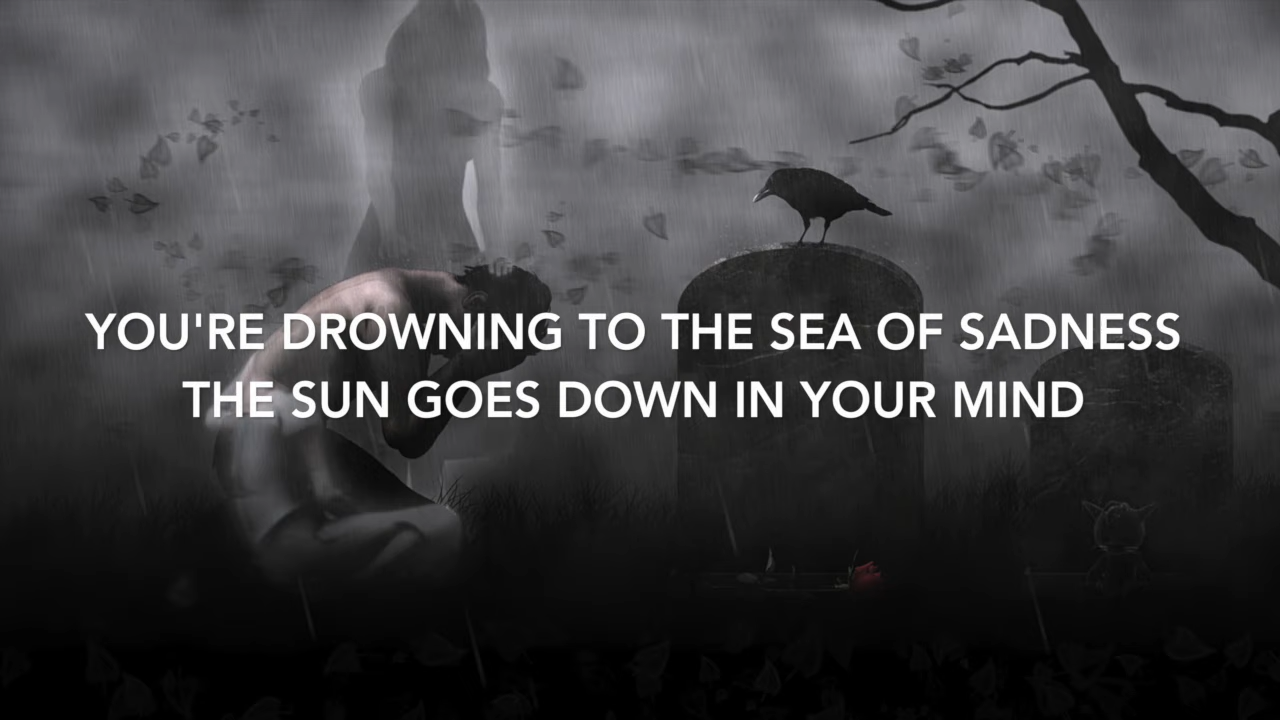 YOU'RE DROWNING TO THE SEA OF SADNESS
THE SUN GOES DOWN IN YOUR MIND